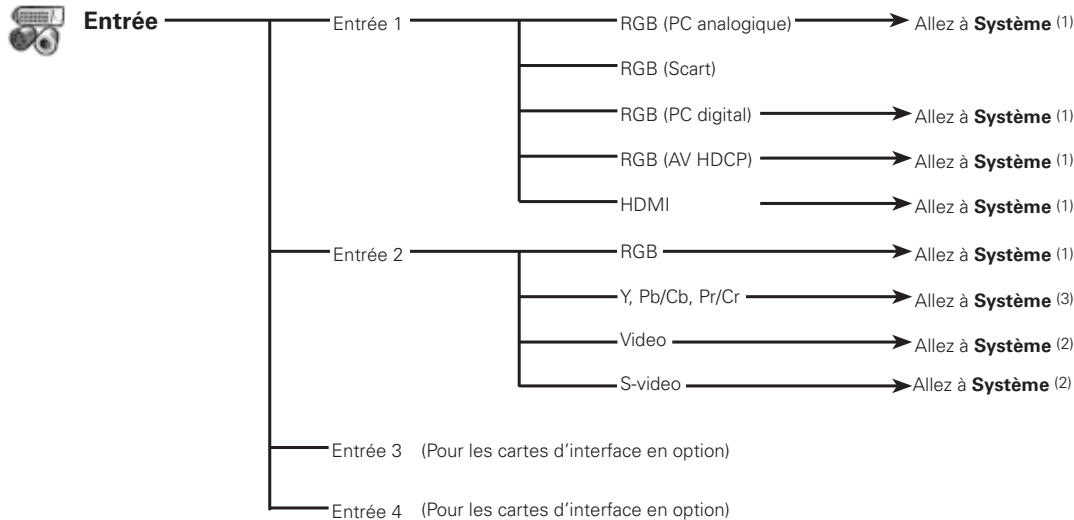 Entrée
Entrée 1
RGB (PC analogique)
Allez à Système (1)
RGB (Scart)
RGB (PC digital)
Allez à Système (1)
RGB (AV HDCP)
Allez à Système (1)
HDMI
Allez à Système (1)
Entrée 2
RGB
Allez à Système (1)
Y, Pb/Cb, Pr/Cr
Allez à Système (3)
Video
Allez à Système (2)
S-video
Allez à Système (2)
Entrée 3 (Pour les cartes d’interface en option)
Entrée 4 (Pour les cartes d’interface en option)